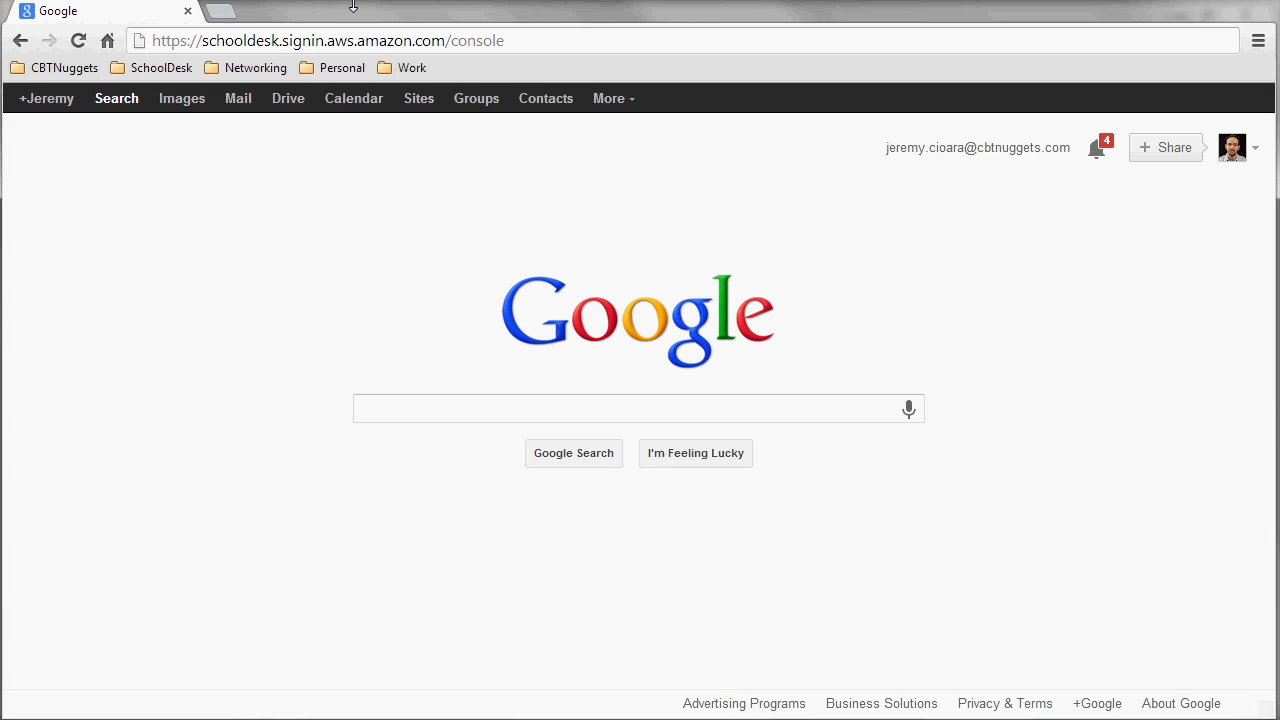 Google
https://schooldesk.signin.aws.amazon.com/console
CBTNuggets SchoolDesk Networking Personal Work
+Jeremy Search Images Mail Drive Calendar Sites Groups Contacts More
jeremy.cioara@cbtnuggets.com 4 + Share
Google
Google Search I'm Feeling Lucky
Advertising Programs Business Solutions Privacy & Terms +Google About Google